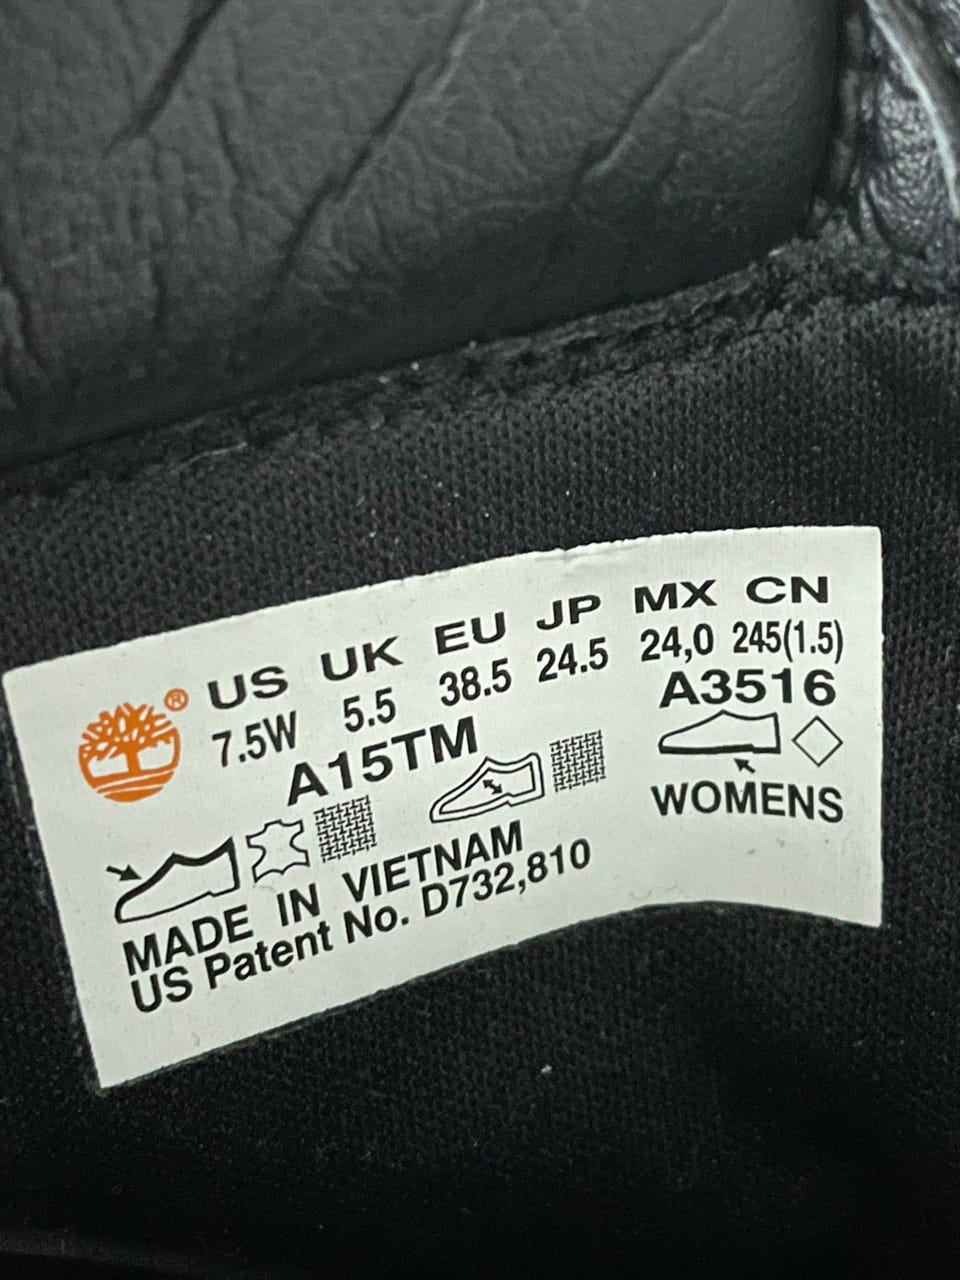 US UK EU JP MX CN
7.5W 5.5 38.5 24.5 24,0 245(1.5)
A15TM A3516
WOMENS
MADE IN VIETNAM
US Patent No. D732,810
®